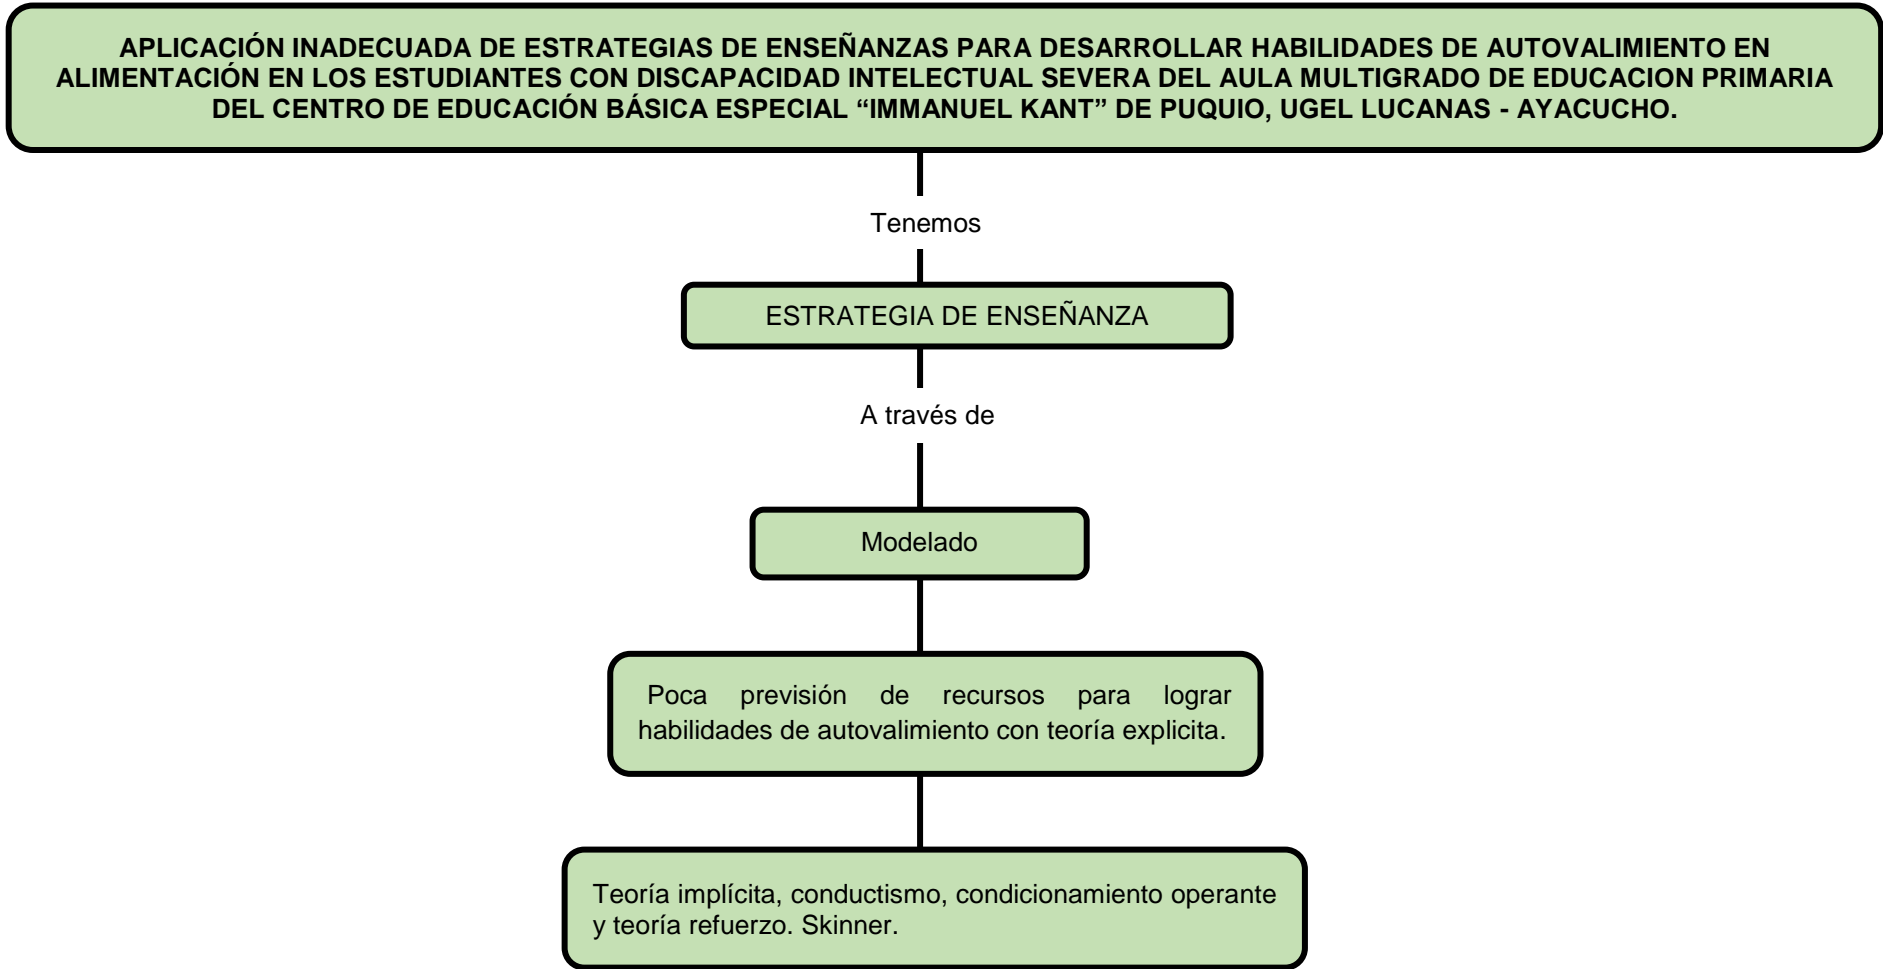 APLICACIÓN INADECUADA DE ESTRATEGIAS DE ENSEÑANZAS PARA DESARROLLAR HABILIDADES DE AUTOVALIMIENTO EN
ALIMENTACIÓN EN LOS ESTUDIANTES CON DISCAPACIDAD INTELECTUAL SEVERA DEL AULA MULTIGRADO DE EDUCACION PRIMARIA
DEL CENTRO DE EDUCACIÓN BÁSICA ESPECIAL “IMMANUEL KANT” DE PUQUIO, UGEL LUCANAS - AYACUCHO.
Tenemos
ESTRATEGIA DE ENSEÑANZA
A través de
Modelado
Poca previsión de recursos para lograr
habilidades de autovalimiento con teoría explicita.
Teoría implícita, conductismo, condicionamiento operante
y teoría refuerzo. Skinner.